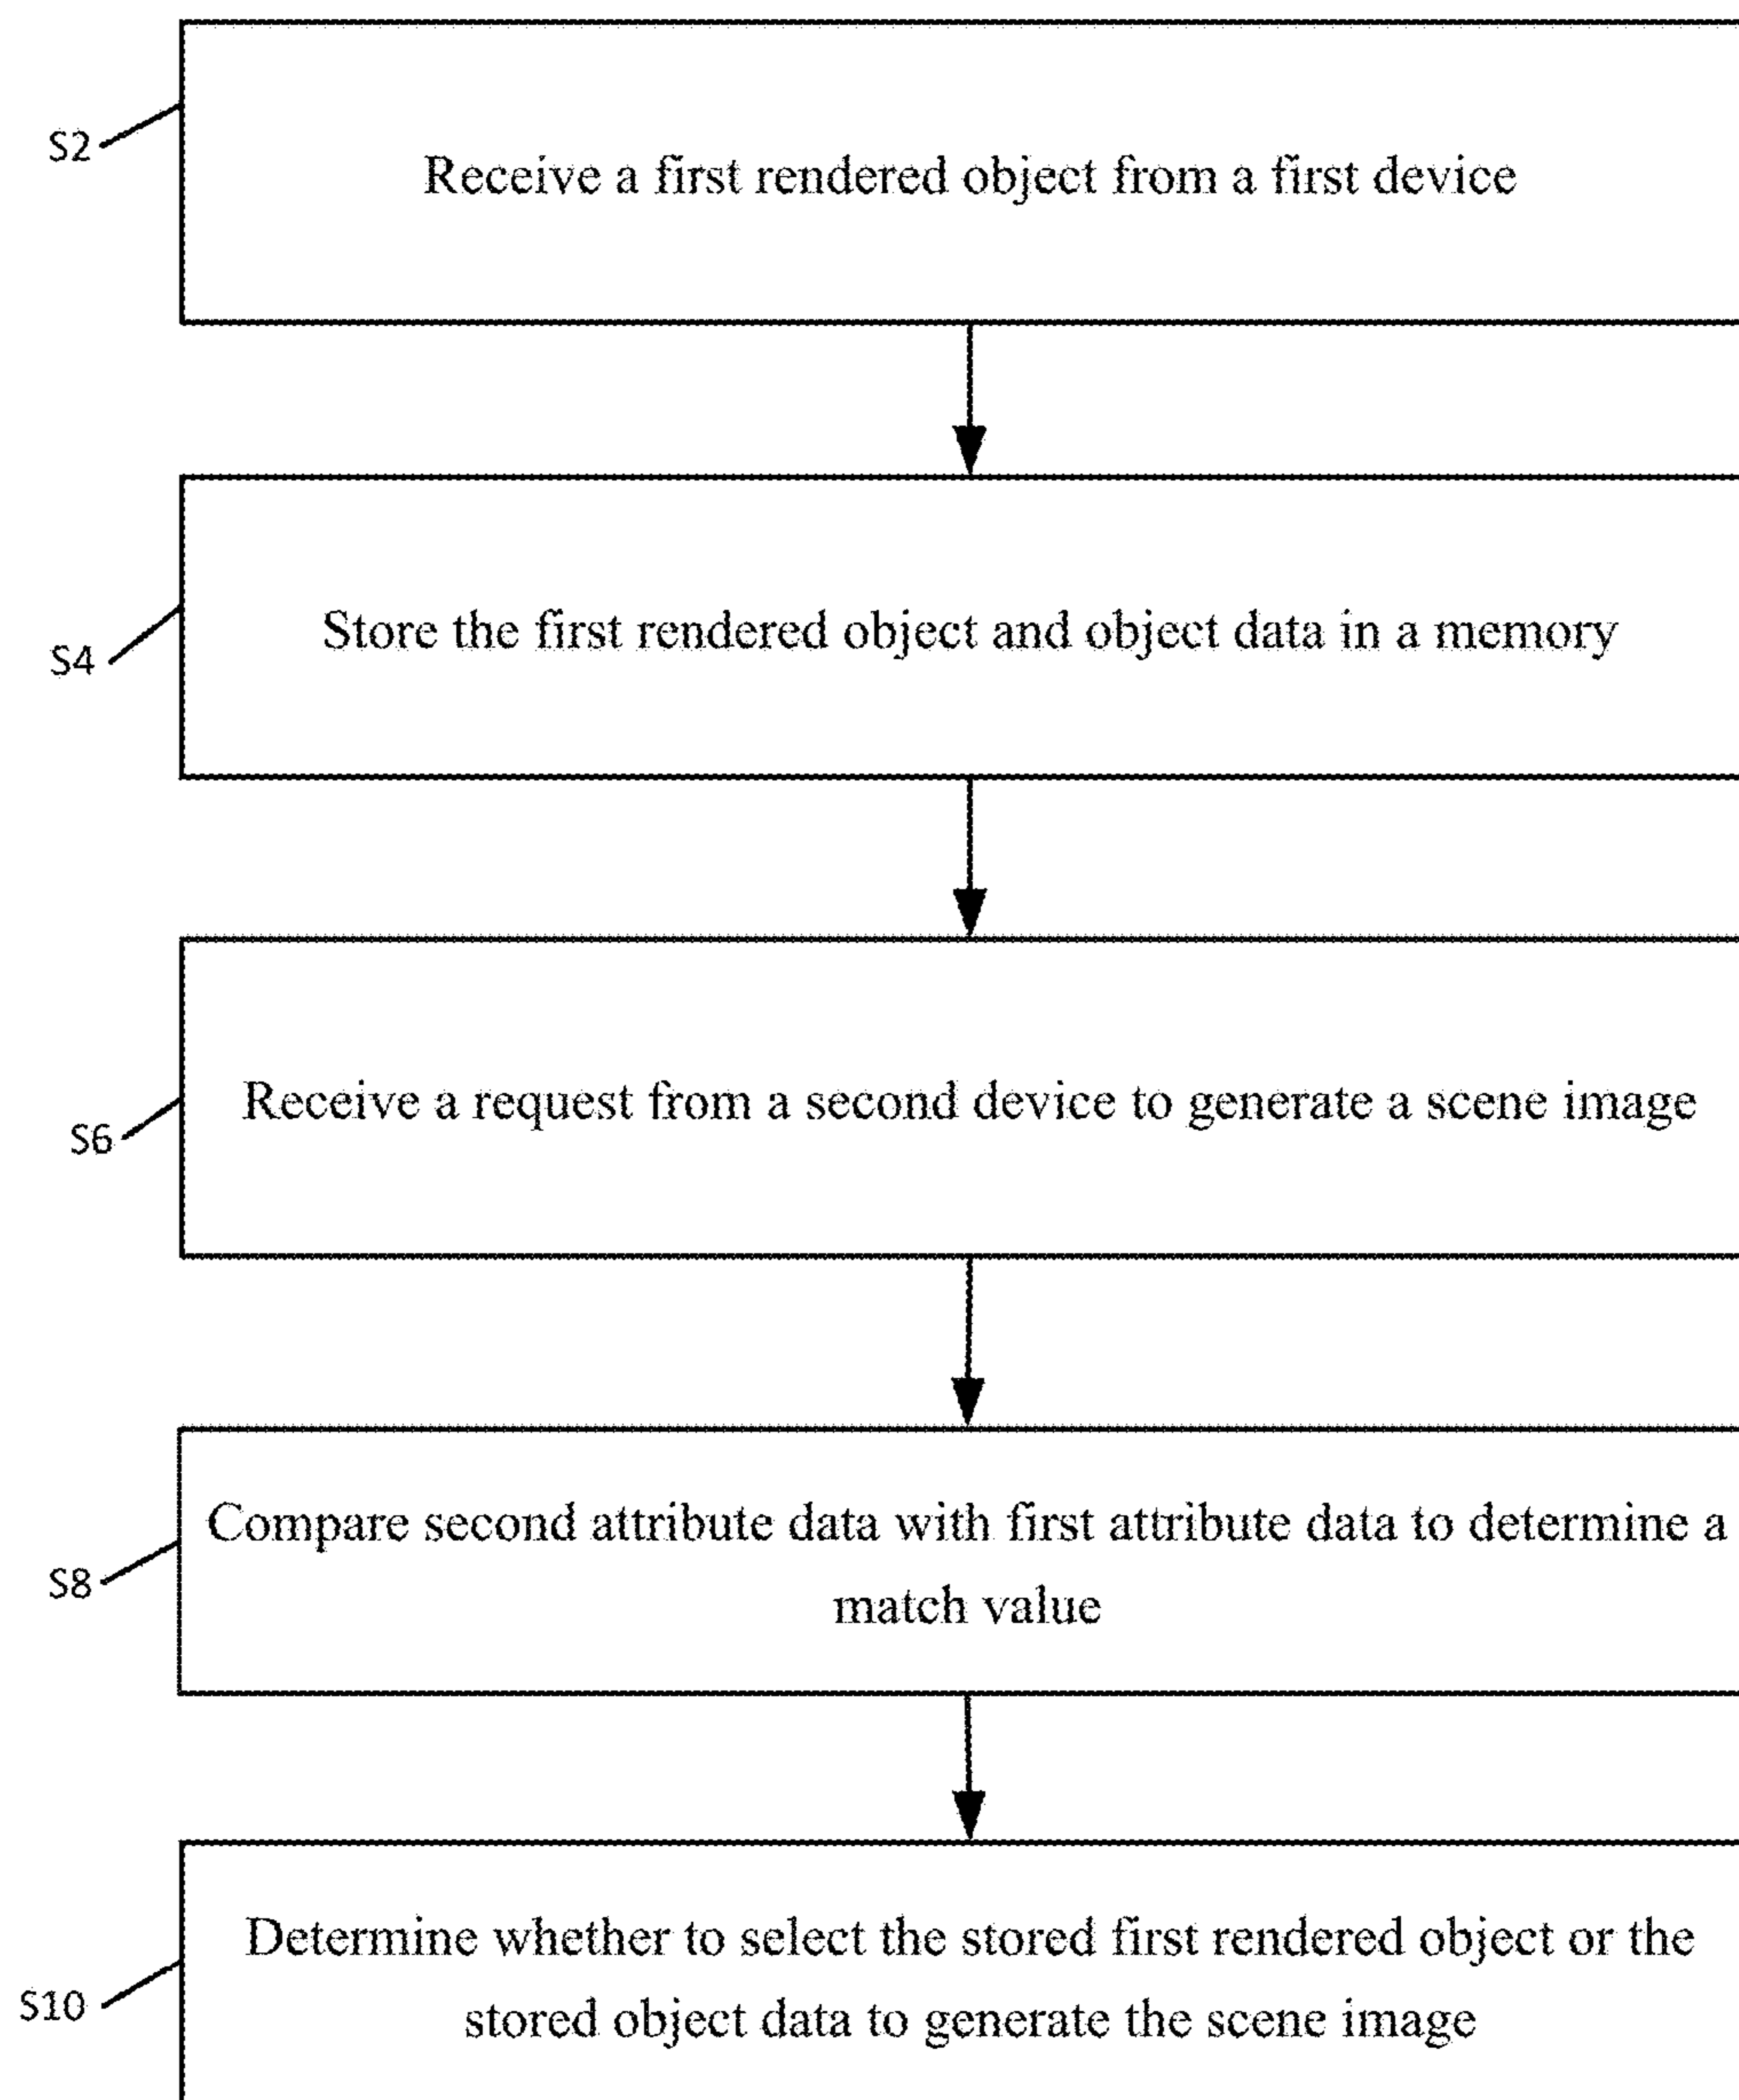 S2
Receive a first rendered object from a first device
S4
Store the first rendered object and object data in a memory
S6
Receive a request from a second device to generate a scene image
S8
Compare second attribute data with first attribute data to determine a
match value
S10
Determine whether to select the stored first rendered object or the
stored object data to generate the scene image